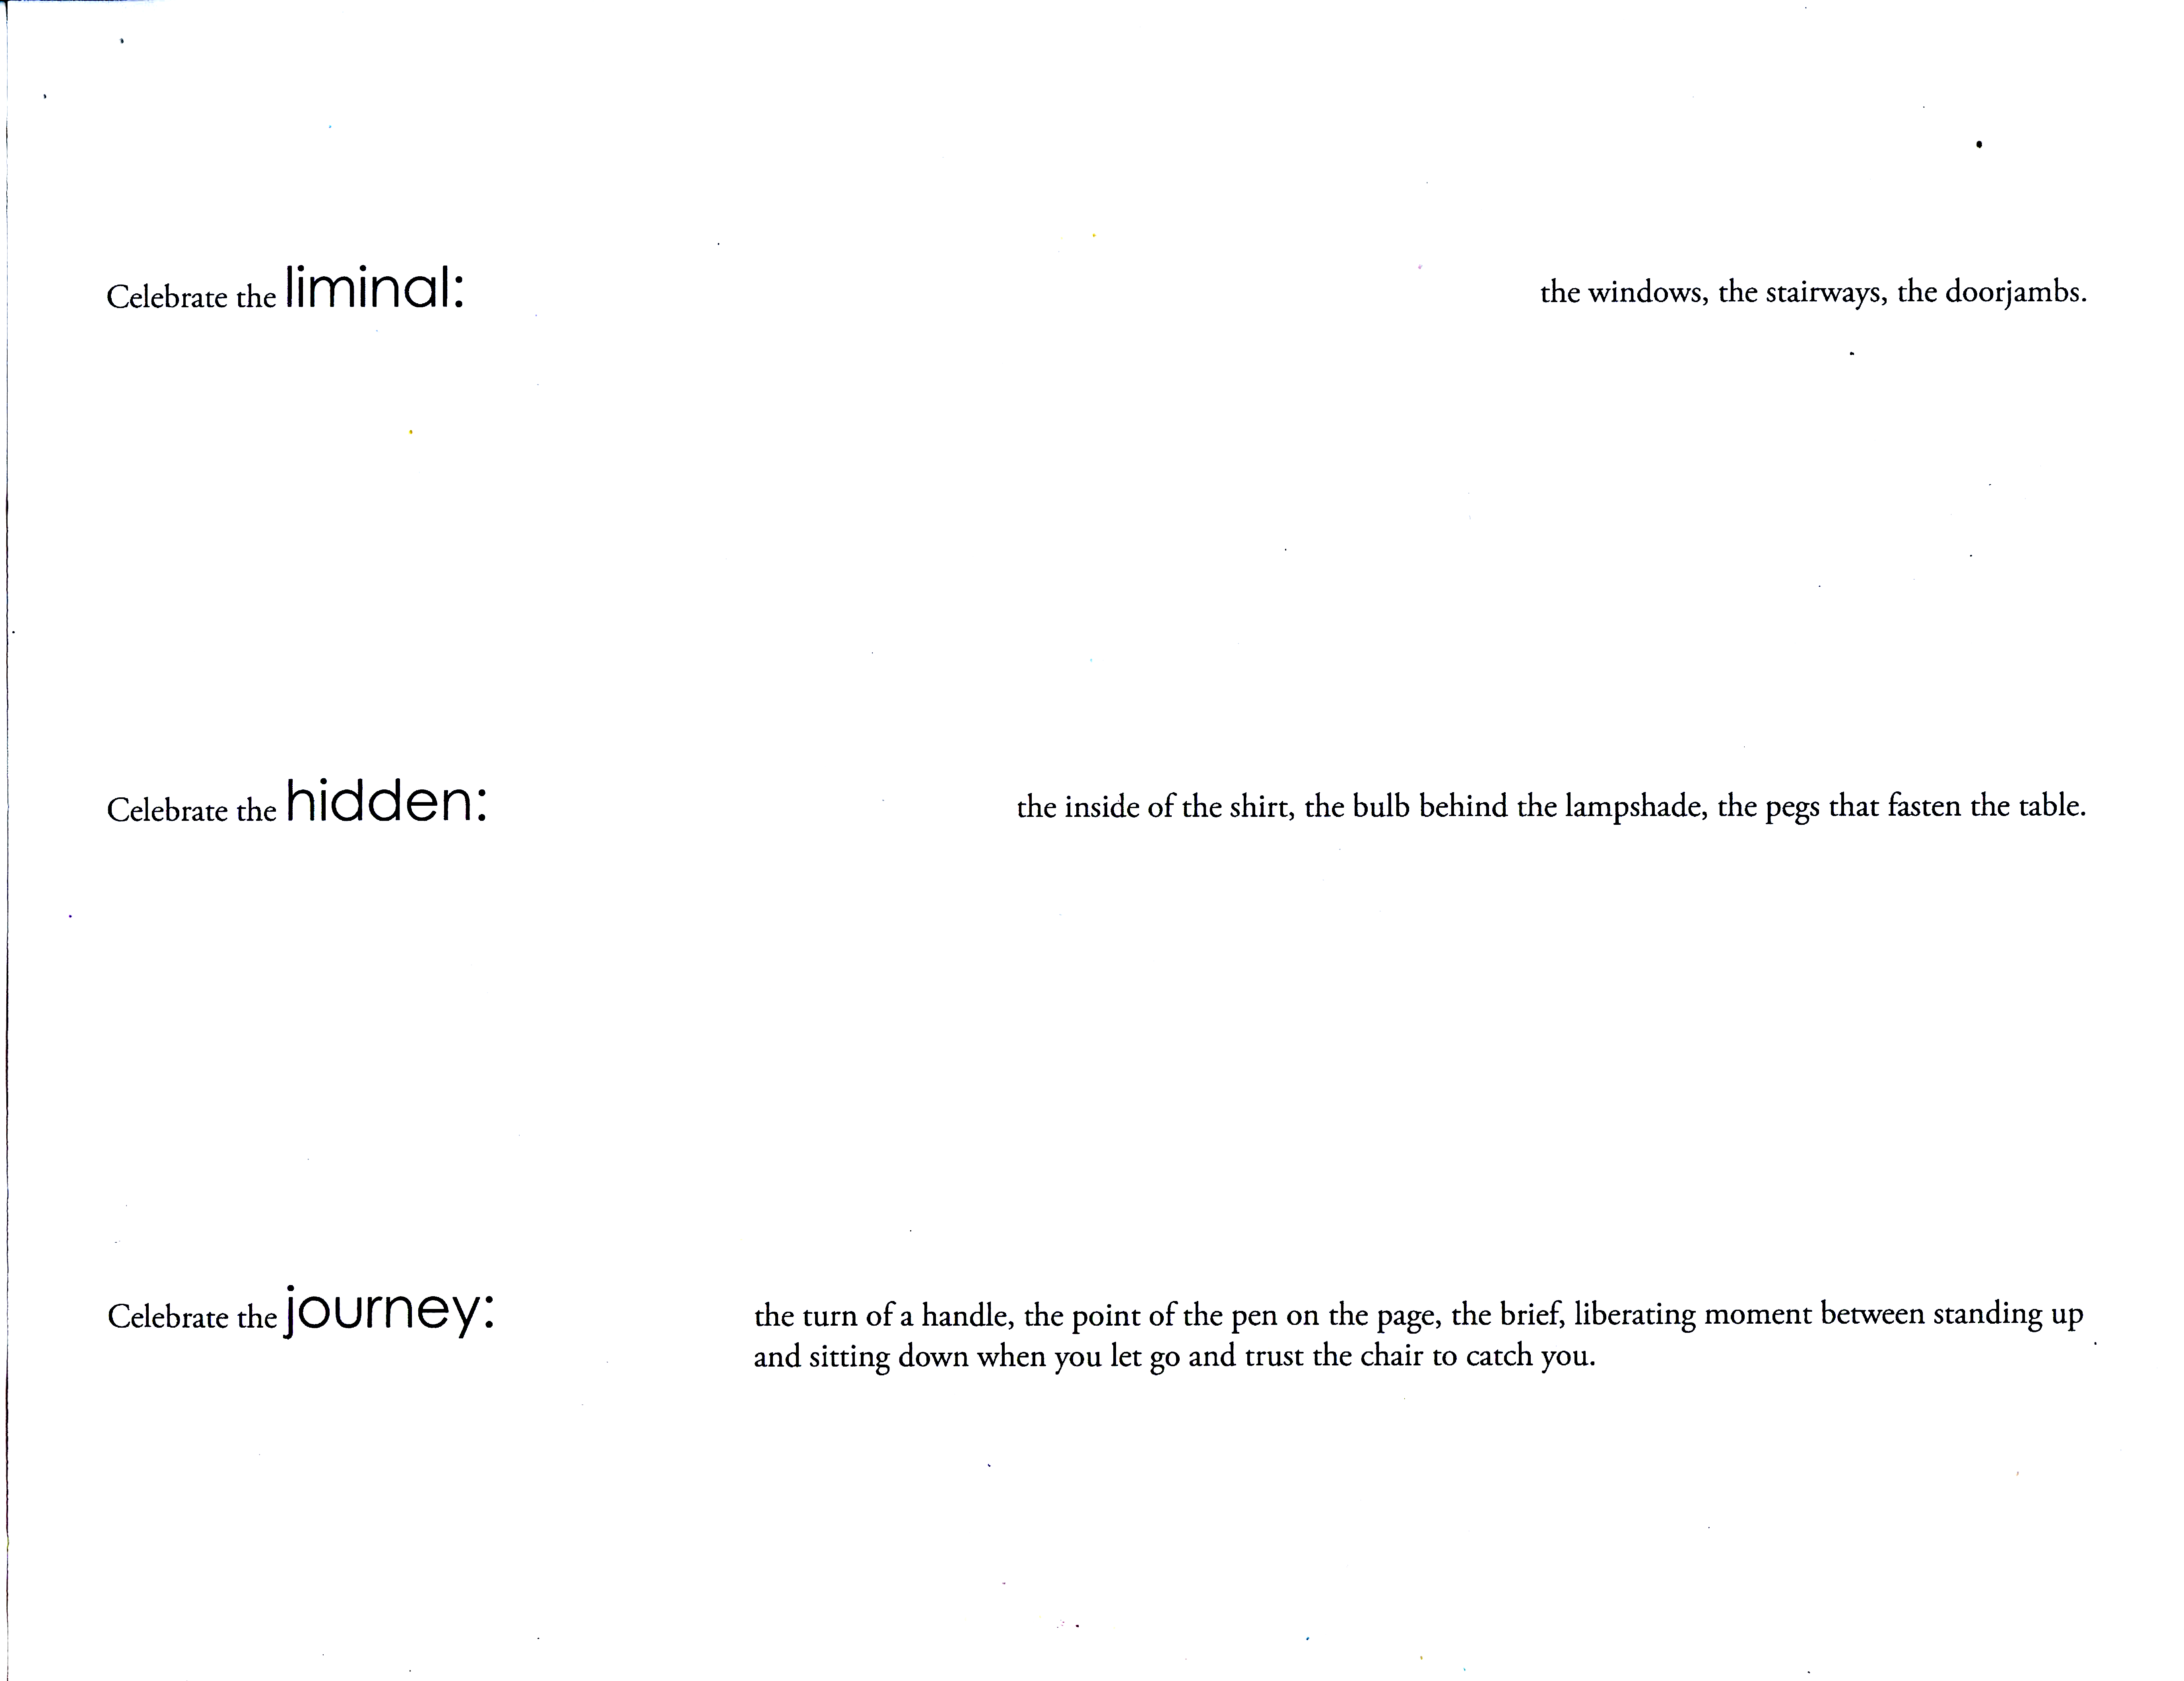 Celebrate the liminal: the windows, the stairways, the doorjambs.
Celebrate the hidden: the inside of the shirt, the bulb behind the lampshade, the pegs that fasten the table.
Celebrate the journey: the turn of a handle, the point of the pen on the page, the brief, liberating moment between standing up
and sitting down when you let go and trust the chair to catch you.